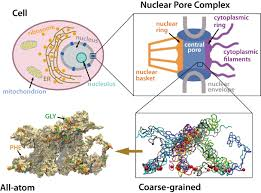 Cell
ribosome
nucleus
ER
nucleolus
mitochondrion
Nuclear Pore Complex
nuclear
ring
cytoplasmic
ring
central
pore
cytoplasmic
filaments
nuclear
basket
nuclear
envelope
GLY
PHE
All-atom
Coarse-grained